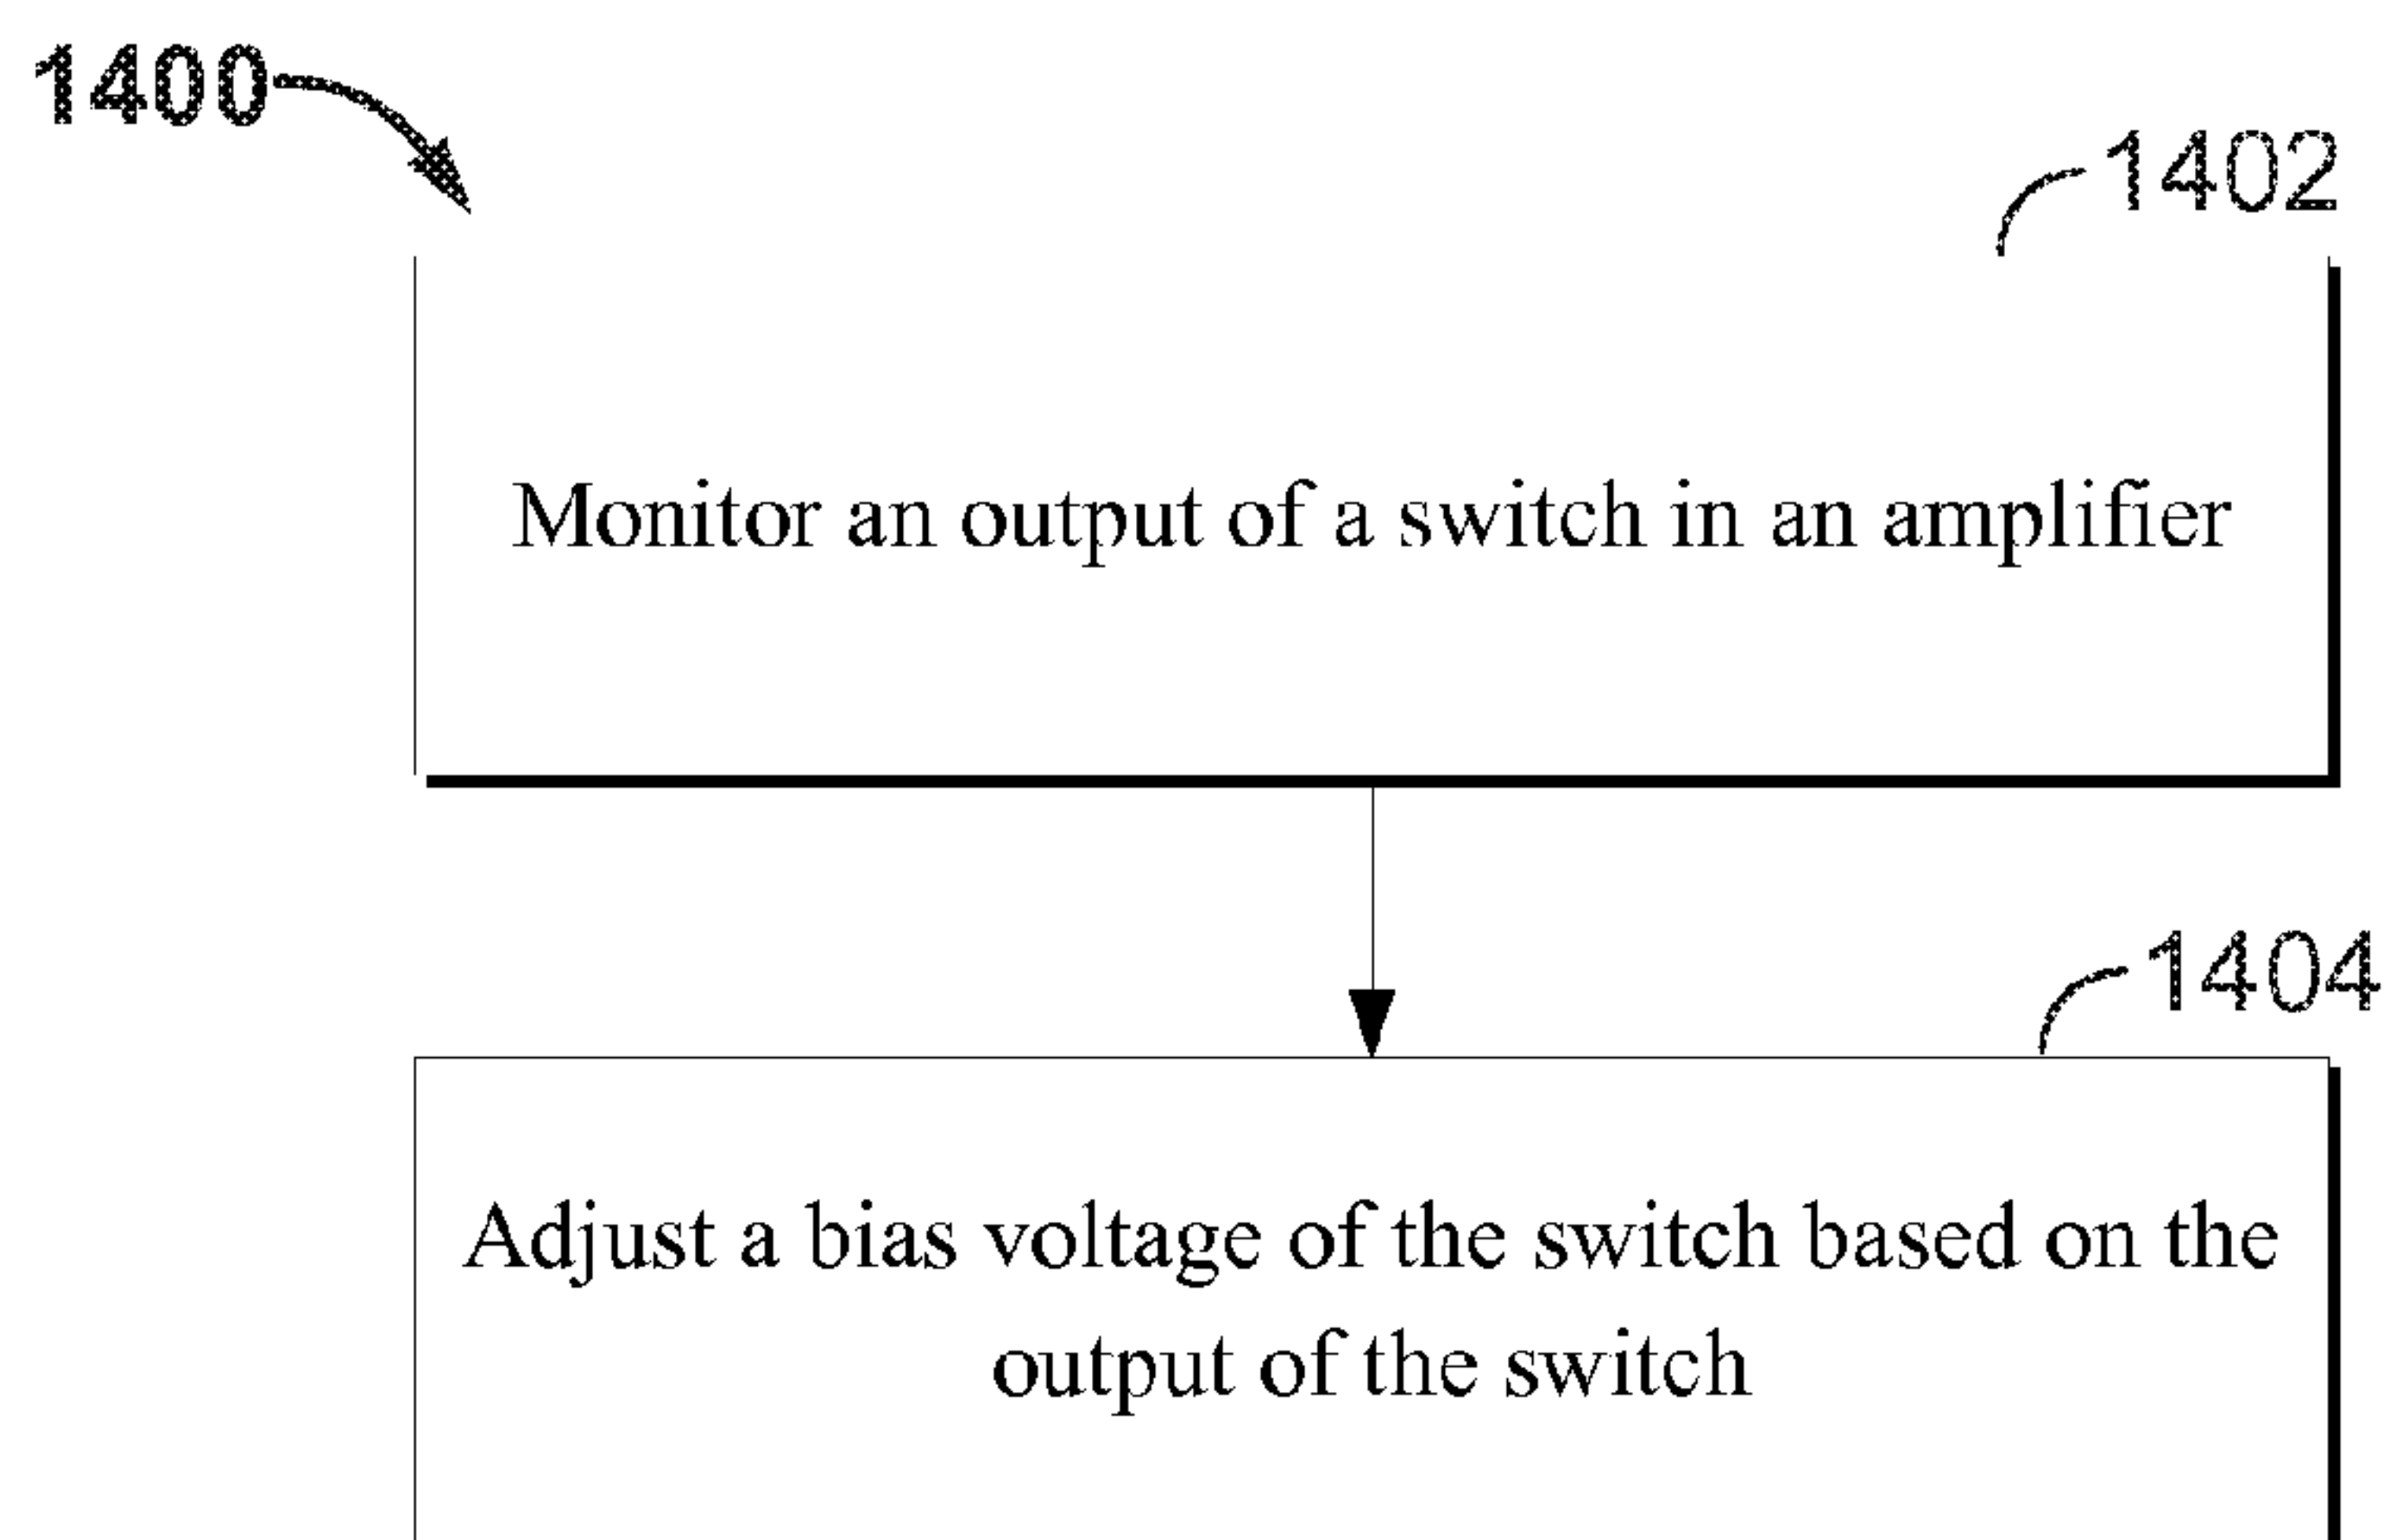 1400
1402
Monitor an output of a switch in an amplifier
1404
Adjust a bias voltage of the switch based on the
output of the switch